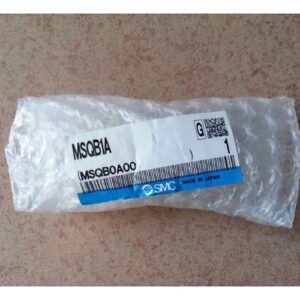 MSQB1A
G
(MSQB0A00 )
1
SMC
MADE IN JAPAN